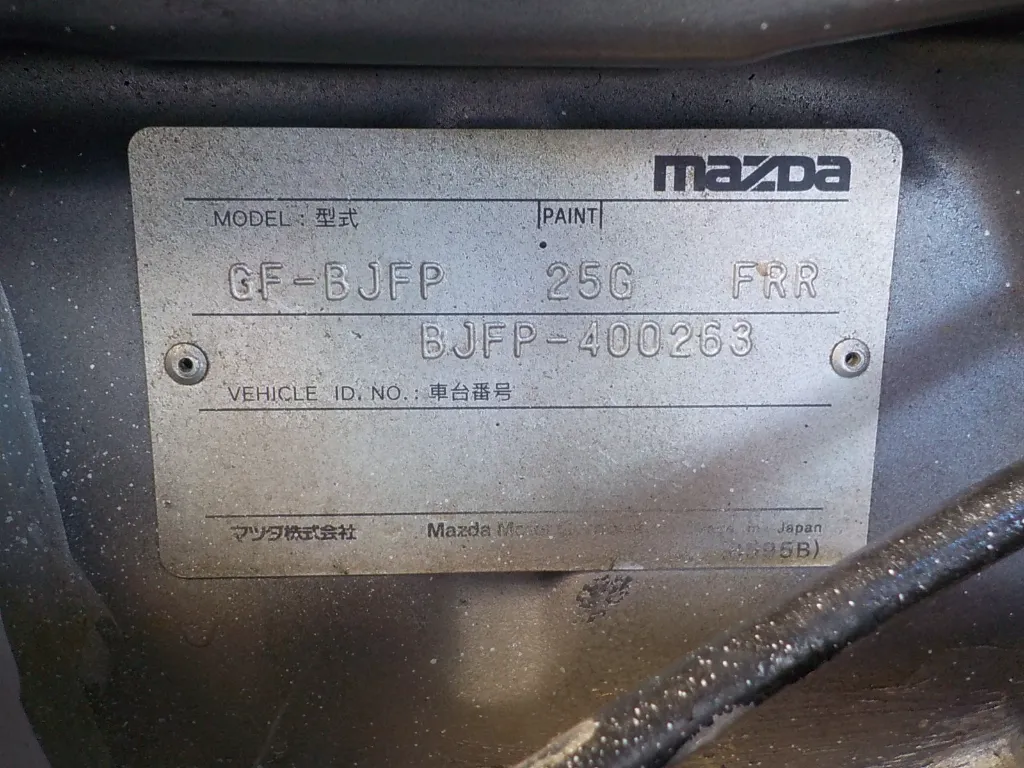 mazda
MODEL : 型式 PAINT
GF-BJFP 25G FRR
BJFP-400263
VEHICLE ID. NO. : 車台番号
マツダ株式会社 Mazda Japan